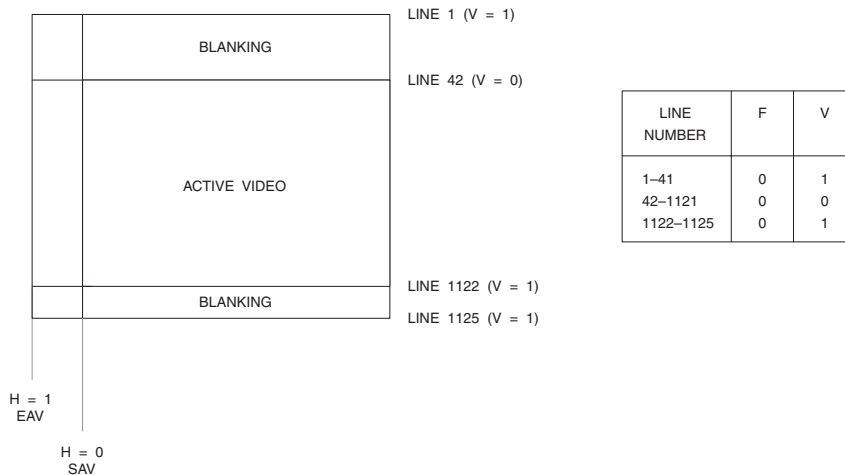 LINE 1 (V = 1)
BLANKING
LINE 42 (V = 0)
ACTIVE VIDEO
LINE 1122 (V = 1)
BLANKING
LINE 1125 (V = 1)
H = 1
EAV
H = 0
SAV
LINE NUMBER F V
1–41 0 1
42–1121 0 0
1122–1125 0 1